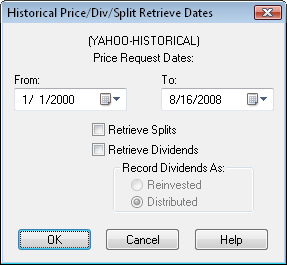 Historical Price/Div/Split Retrieve Dates
(YAHOO-HISTORICAL)
Price Request Dates:
From: To:
1/ 1/2000 8/16/2008
Retrieve Splits
Retrieve Dividends
Record Dividends As:
Reinvested
Distributed
OK Cancel Help